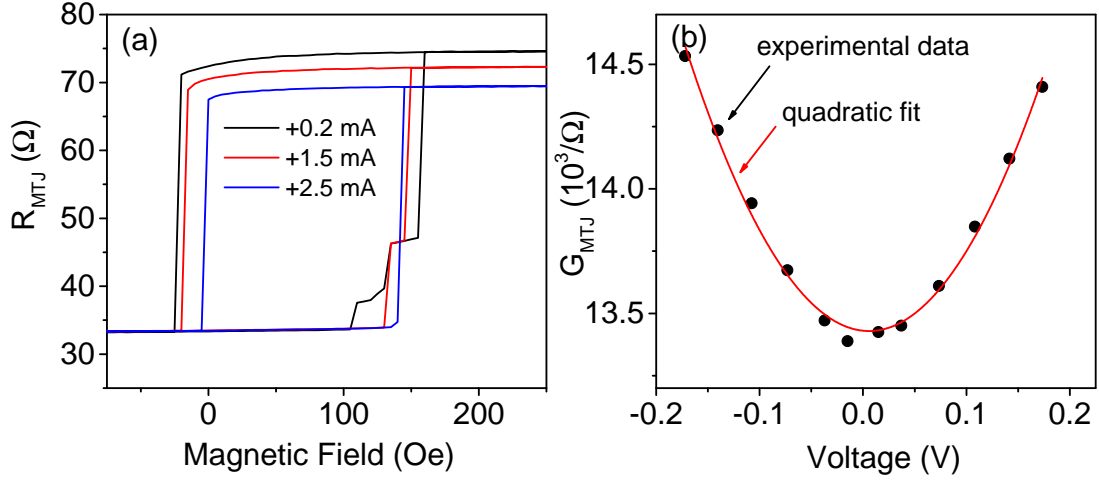 (a)
80
70
60
50
40
30
R_MTJ (Ω)
+0.2 mA
+1.5 mA
+2.5 mA
0
100
200
Magnetic Field (Oe)
(b)
experimental data
quadratic fit
14.5
14.0
13.5
G_MTJ (10³/Ω)
-0.2
-0.1
0.0
0.1
0.2
Voltage (V)